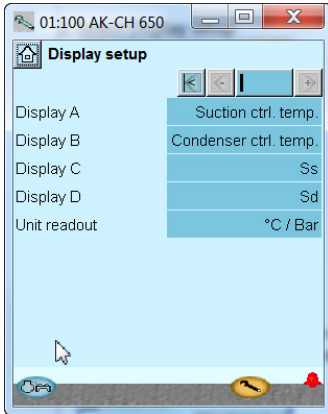 01:100 AK-CH 650
Display setup
Display A Suction ctrl. temp.
Display B Condenser ctrl. temp.
Display C Ss
Display D Sd
Unit readout °C / Bar